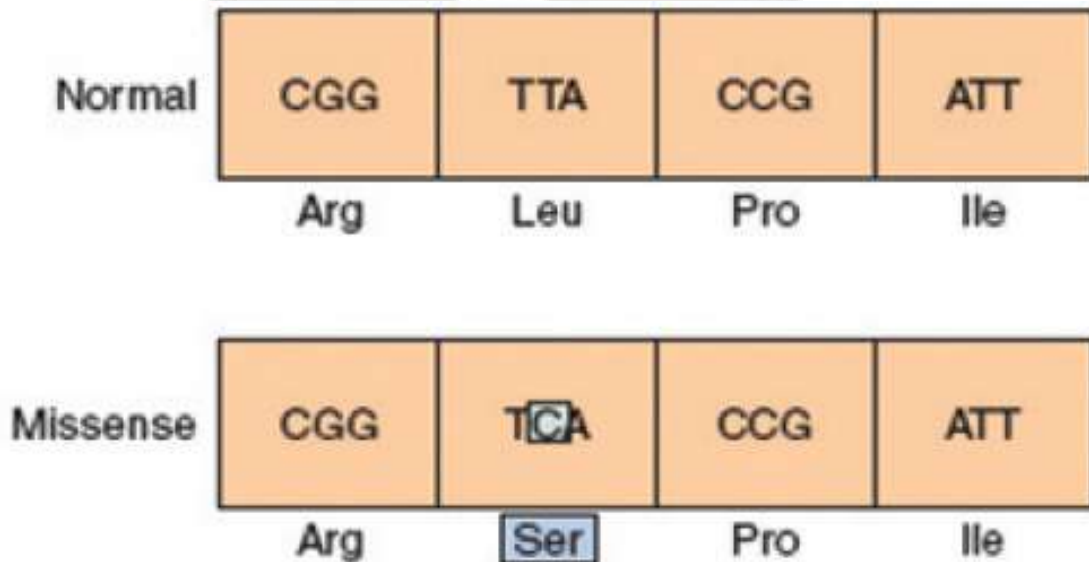 Normal CGG TTA CCG ATT
Arg Leu Pro Ile
Missense CGG TCA CCG ATT
Arg Ser Pro Ile